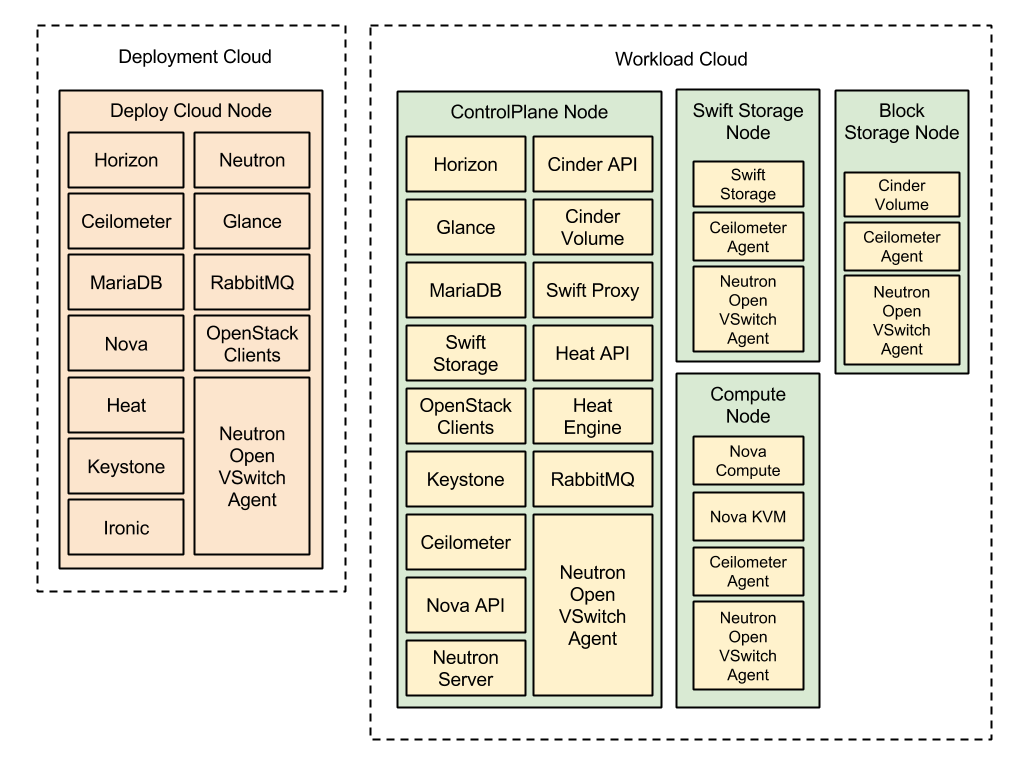 Deployment Cloud
Deploy Cloud Node
Horizon
Neutron
Ceilometer
Glance
MariaDB
RabbitMQ
Nova
OpenStack
Clients
Heat
Keystone
Ironic
Neutron
Open
VSwitch
Agent
Workload Cloud
ControlPlane Node
Horizon
Cinder API
Glance
Cinder
Volume
MariaDB
Swift Proxy
Swift
Storage
Heat API
OpenStack
Clients
Heat
Engine
Keystone
RabbitMQ
Ceilometer
Nova API
Neutron
Server
Neutron
Open
VSwitch
Agent
Swift Storage
Node
Swift
Storage
Ceilometer
Agent
Neutron
Open
VSwitch
Agent
Block
Storage Node
Cinder
Volume
Ceilometer
Agent
Neutron
Open
VSwitch
Agent
Compute
Node
Nova
Compute
Nova KVM
Ceilometer
Agent
Neutron
Open
VSwitch
Agent